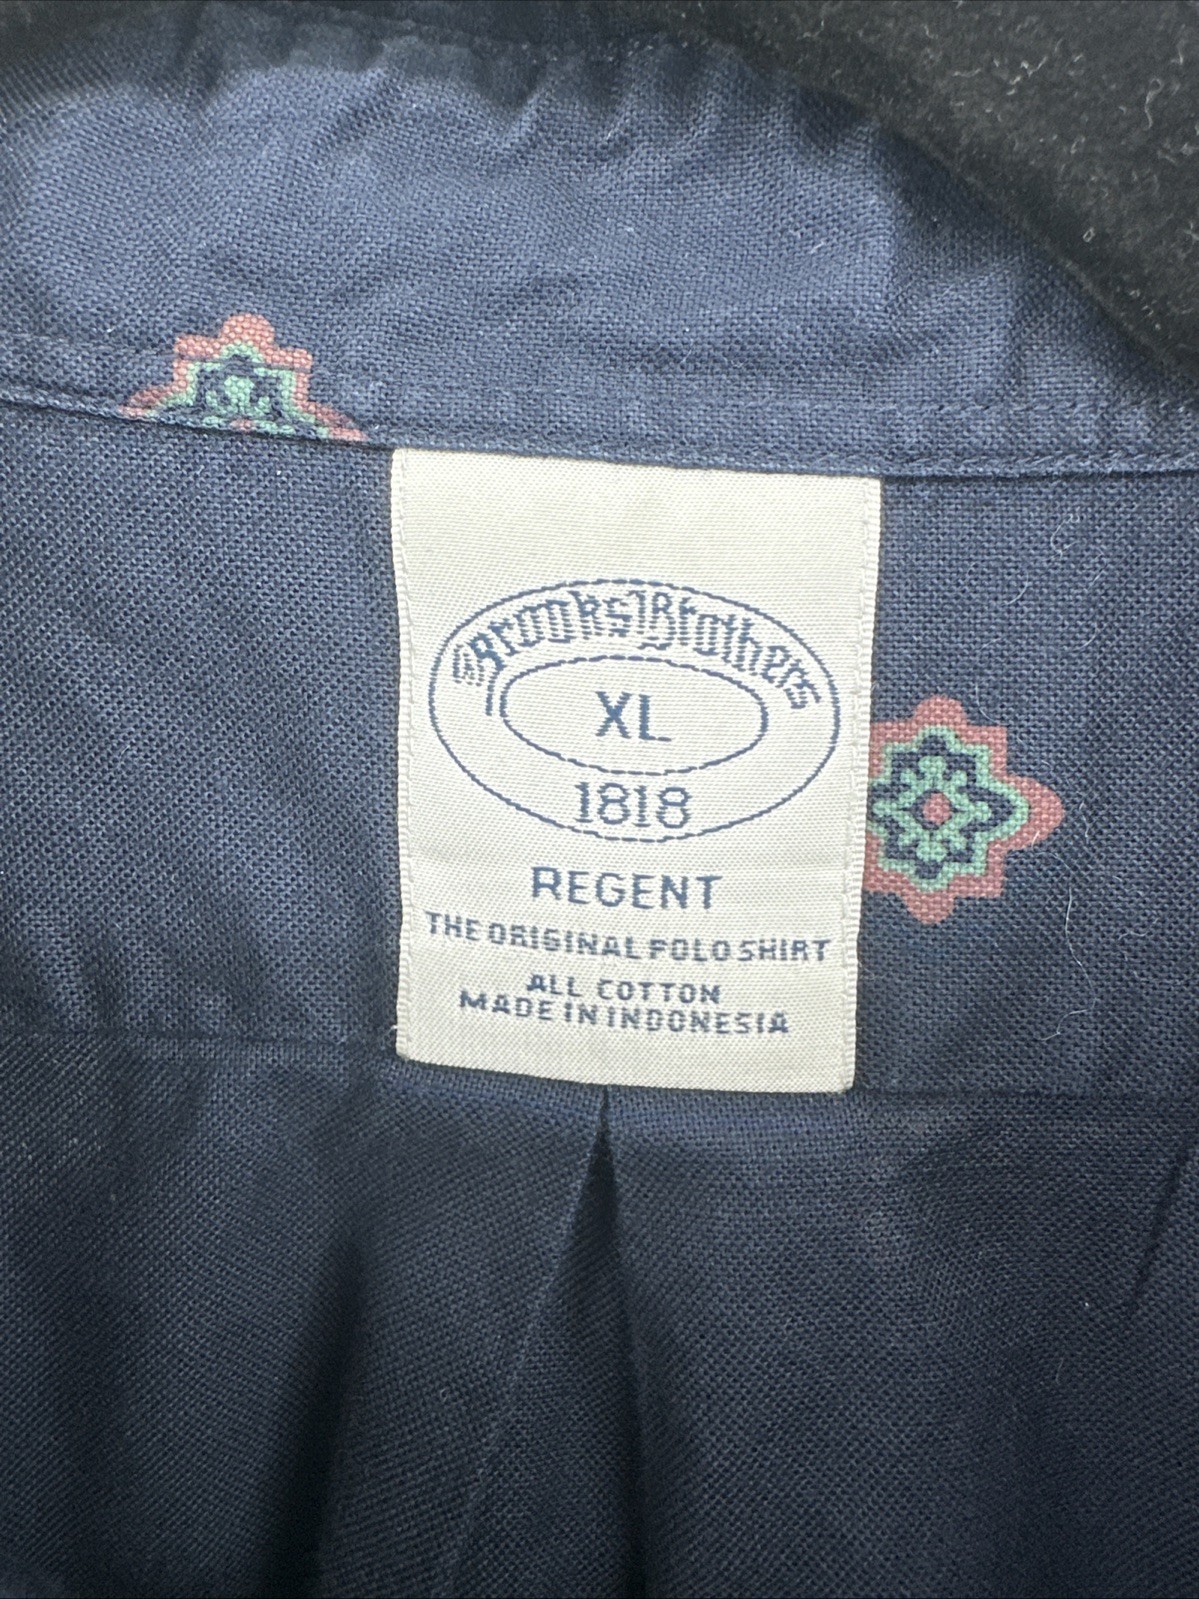 Brooks Brothers
XL
1818
REGENT
THE ORIGINAL POLO SHIRT
ALL COTTON
MADE IN INDONESIA